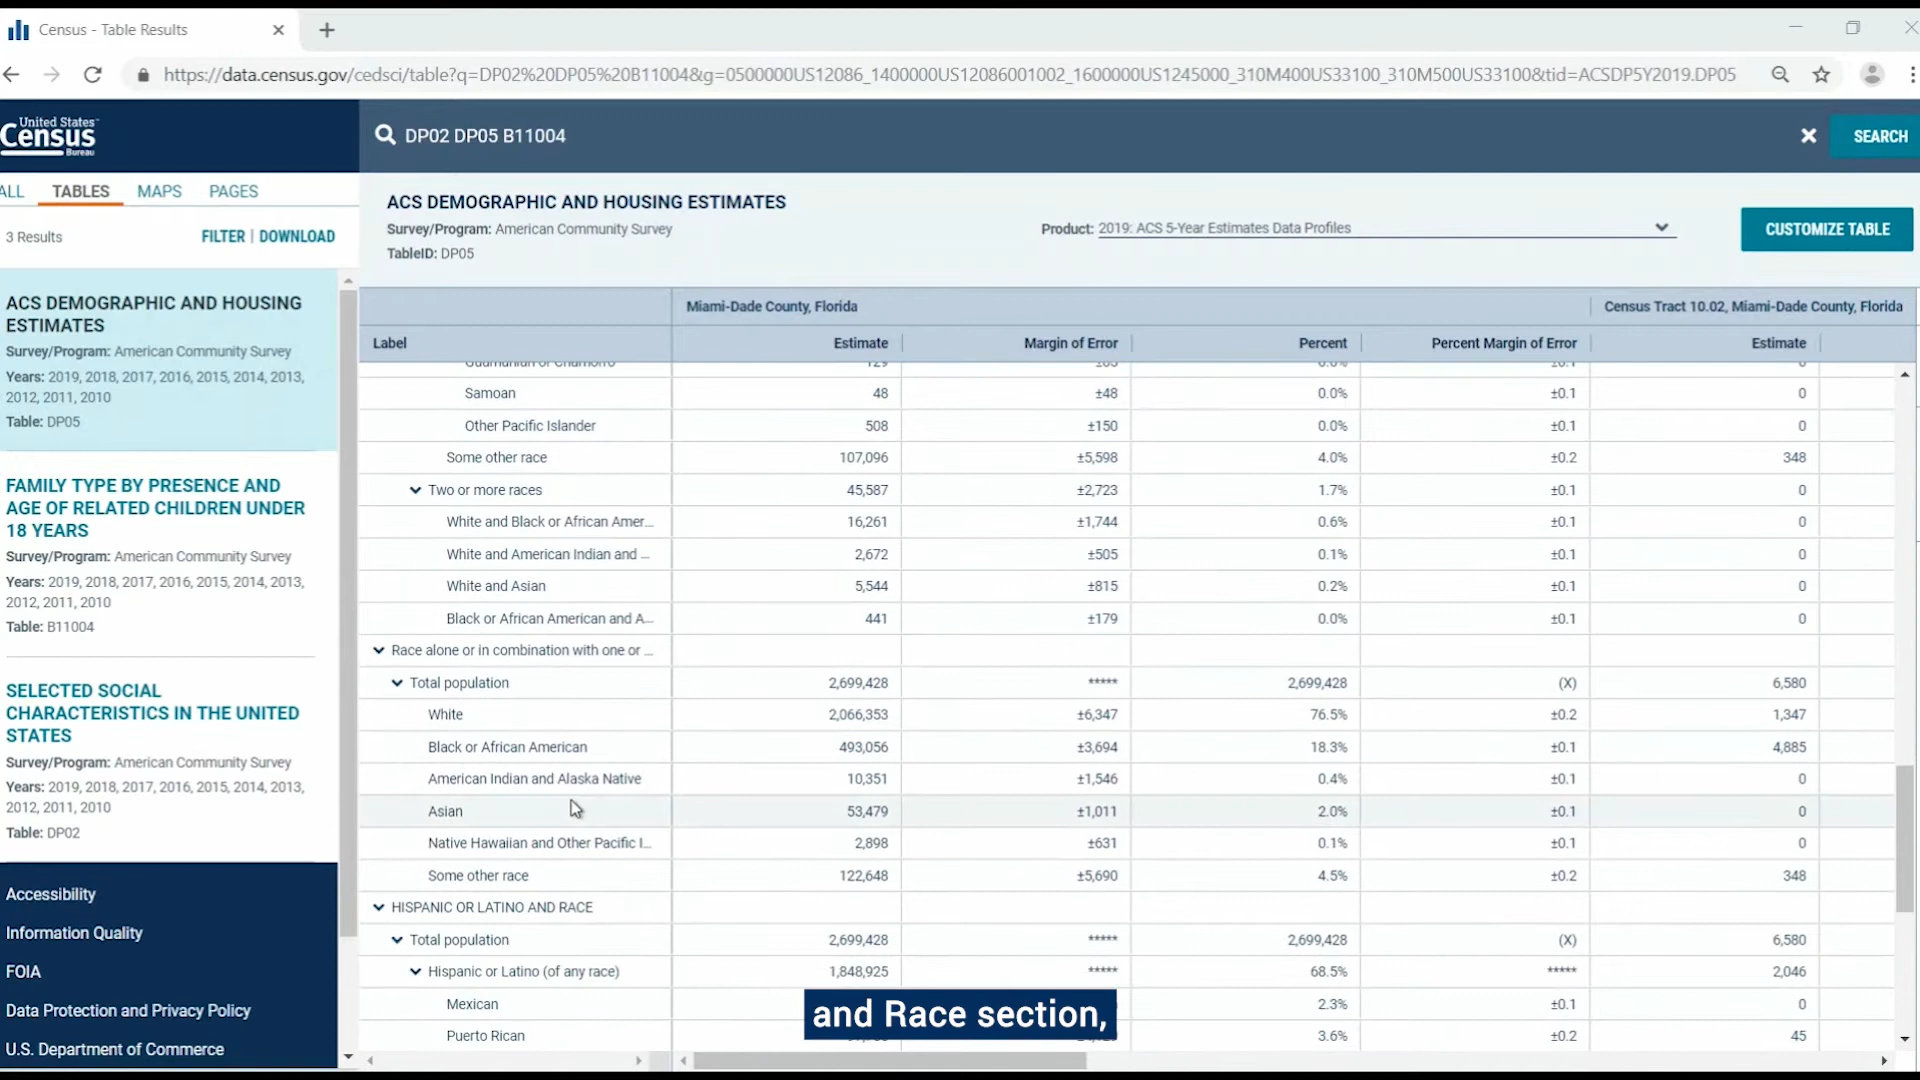 Census - Table Results
https://data.census.gov/cedsci/table?q=DP02%20DP05%20B11004&g=0500000US12086_1400000US12086001002_1600000US1245000_310M400US33100_310M500US33100&tid=ACSDP5Y2019.DP05
United States
Census
Bureau
DP02 DP05 B11004
SEARCH
ALL TABLES MAPS PAGES
3 Results FILTER | DOWNLOAD
ACS DEMOGRAPHIC AND HOUSING
ESTIMATES
Survey/Program: American Community Survey
Years: 2019, 2018, 2017, 2016, 2015, 2014, 2013,
2012, 2011, 2010
Table: DP05
FAMILY TYPE BY PRESENCE AND
AGE OF RELATED CHILDREN UNDER
18 YEARS
Survey/Program: American Community Survey
Years: 2019, 2018, 2017, 2016, 2015, 2014, 2013,
2012, 2011, 2010
Table: B11004
SELECTED SOCIAL
CHARACTERISTICS IN THE UNITED
STATES
Survey/Program: American Community Survey
Years: 2019, 2018, 2017, 2016, 2015, 2014, 2013,
2012, 2011, 2010
Table: DP02
Accessibility
Information Quality
FOIA
Data Protection and Privacy Policy
U.S. Department of Commerce
ACS DEMOGRAPHIC AND HOUSING ESTIMATES
Survey/Program: American Community Survey
TableID: DP05
Product: 2019: ACS 5-Year Estimates Data Profiles
CUSTOMIZE TABLE
Miami-Dade County, Florida Census Tract 10.02, Miami-Dade County, Florida
Label Estimate Margin of Error Percent Percent Margin of Error Estimate
Guamanian or Chamorro 129 0.0% ±0.1 0
Samoan 48 ±48 0.0% ±0.1 0
Other Pacific Islander 508 ±150 0.0% ±0.1 0
Some other race 107,096 ±5,598 4.0% ±0.2 348
Two or more races 45,587 ±2,723 1.7% ±0.1 0
White and Black or African Amer... 16,261 ±1,744 0.6% ±0.1 0
White and American Indian and ... 2,672 ±505 0.1% ±0.1 0
White and Asian 5,544 ±815 0.2% ±0.1 0
Black or African American and A... 441 ±179 0.0% ±0.1 0
Race alone or in combination with one or ...
Total population 2,699,428 ***** 2,699,428 (X) 6,580
White 2,066,353 ±6,347 76.5% ±0.2 1,347
Black or African American 493,056 ±3,694 18.3% ±0.1 4,885
American Indian and Alaska Native 10,351 ±1,546 0.4% ±0.1 0
Asian 53,479 ±1,011 2.0% ±0.1 0
Native Hawaiian and Other Pacific I... 2,898 ±631 0.1% ±0.1 0
Some other race 122,648 ±5,690 4.5% ±0.2 348
HISPANIC OR LATINO AND RACE
Total population 2,699,428 ***** 2,699,428 (X) 6,580
Hispanic or Latino (of any race) 1,848,925 ***** 68.5% ***** 2,046
Mexican 2.3% ±0.1 0
Puerto Rican 3.6% ±0.2 45
and Race section,